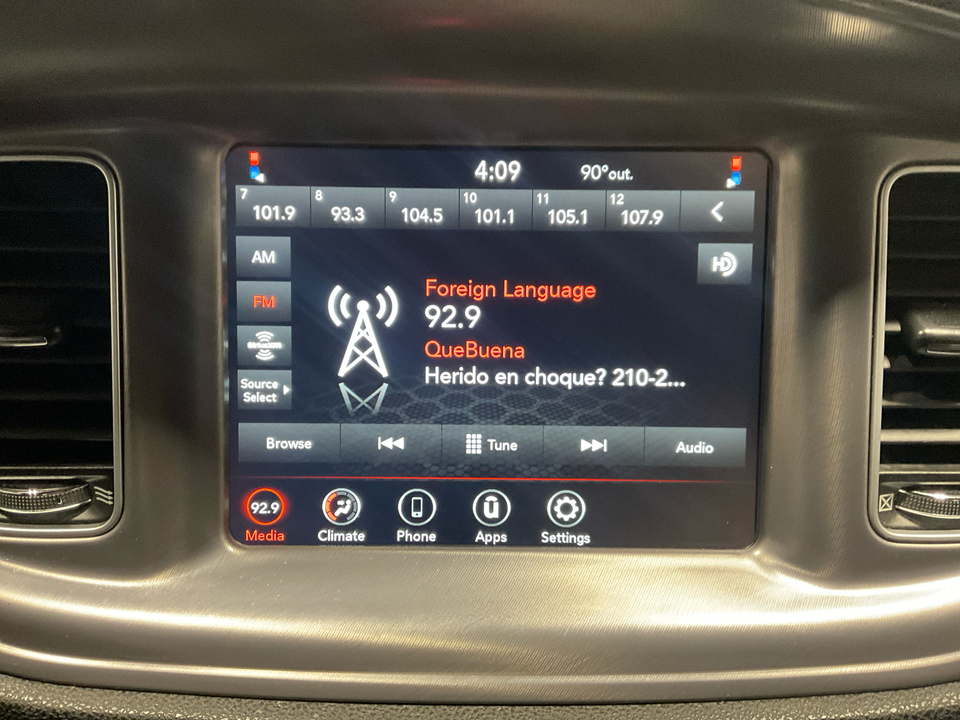 4:09 90°out.
7 101.9 8 93.3 9 104.5 10 101.1 11 105.1 12 107.9
AM
HD
Foreign Language
FM
92.9
SiriusXM
QueBuena
Herido en choque? 210-2...
Source
Select
Browse Tune Audio
92.9
Media Climate Phone Apps Settings